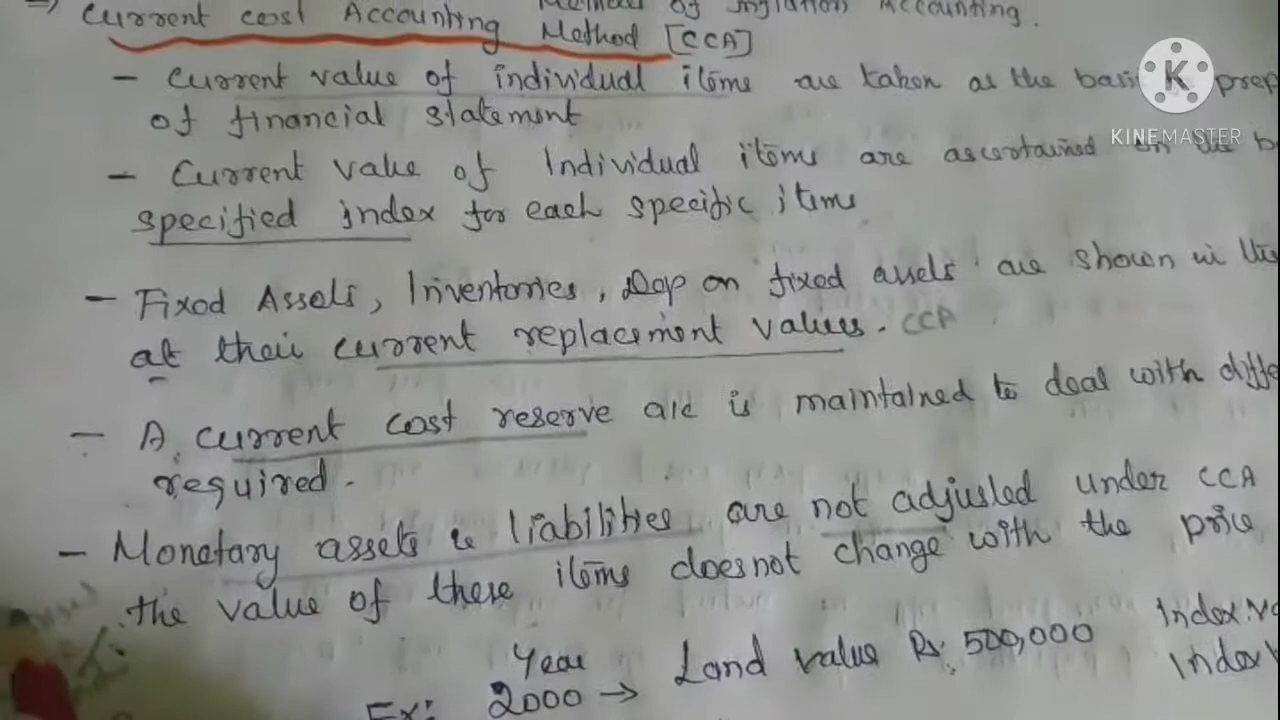 Methods of Inflation Accounting.
=> Current cost Accounting Method [CCA]
- Current value of individual items are taken as the basis prep
of financial statement
- Current value of Individual items are ascertained on the b
specified index for each specific items
- Fixed Assets, Inventories, Dep on fixed assets are shown in the
at their current replacement values. CCA
- A current cost reserve a/c is maintained to deal with diffe
required.
- Monetary assets & liabilities are not adjusted under CCA
the value of these items does not change with the price
Year Land value Rs. 500,000 Index
Ex: 2000 → Index
K
KINEMASTER